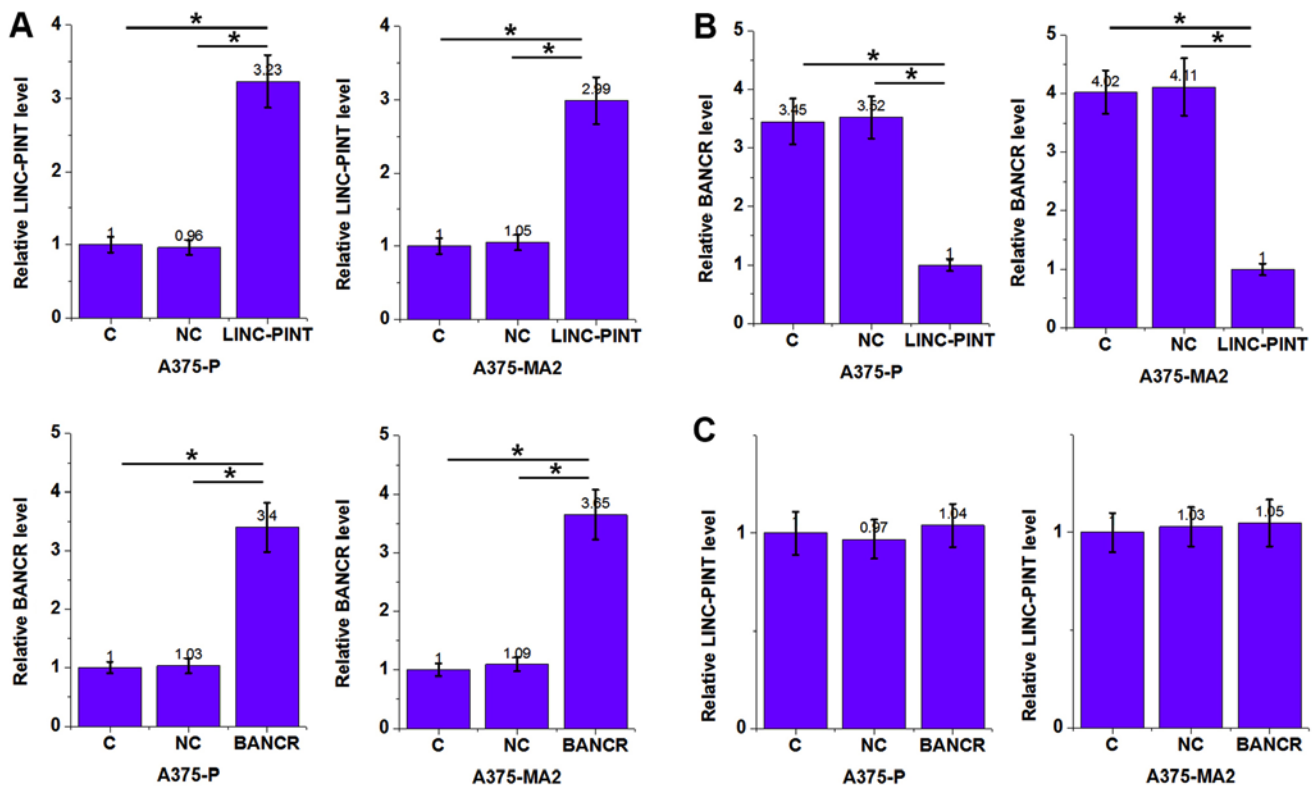 A
Relative LINC-PINT level
4
3
2
1
0
*
*
1
0.96
3.23
C NC LINC-PINT
A375-P
Relative LINC-PINT level
4
3
2
1
0
*
*
1
1.05
2.99
C NC LINC-PINT
A375-MA2
Relative BANCR level
5
4
3
2
1
0
*
*
1
1.03
3.4
C NC BANCR
A375-P
Relative BANCR level
5
4
3
2
1
0
*
*
1
1.09
3.65
C NC BANCR
A375-MA2
B
Relative BANCR level
5
4
3
2
1
0
*
*
3.45
3.52
1
C NC LINC-PINT
A375-P
Relative BANCR level
5
4
3
2
1
0
*
*
4.02
4.11
1
C NC LINC-PINT
A375-MA2
C
Relative LINC-PINT level
1
0
1
0.97
1.04
C NC BANCR
A375-P
Relative LINC-PINT level
1
0
1
1.03
1.05
C NC BANCR
A375-MA2